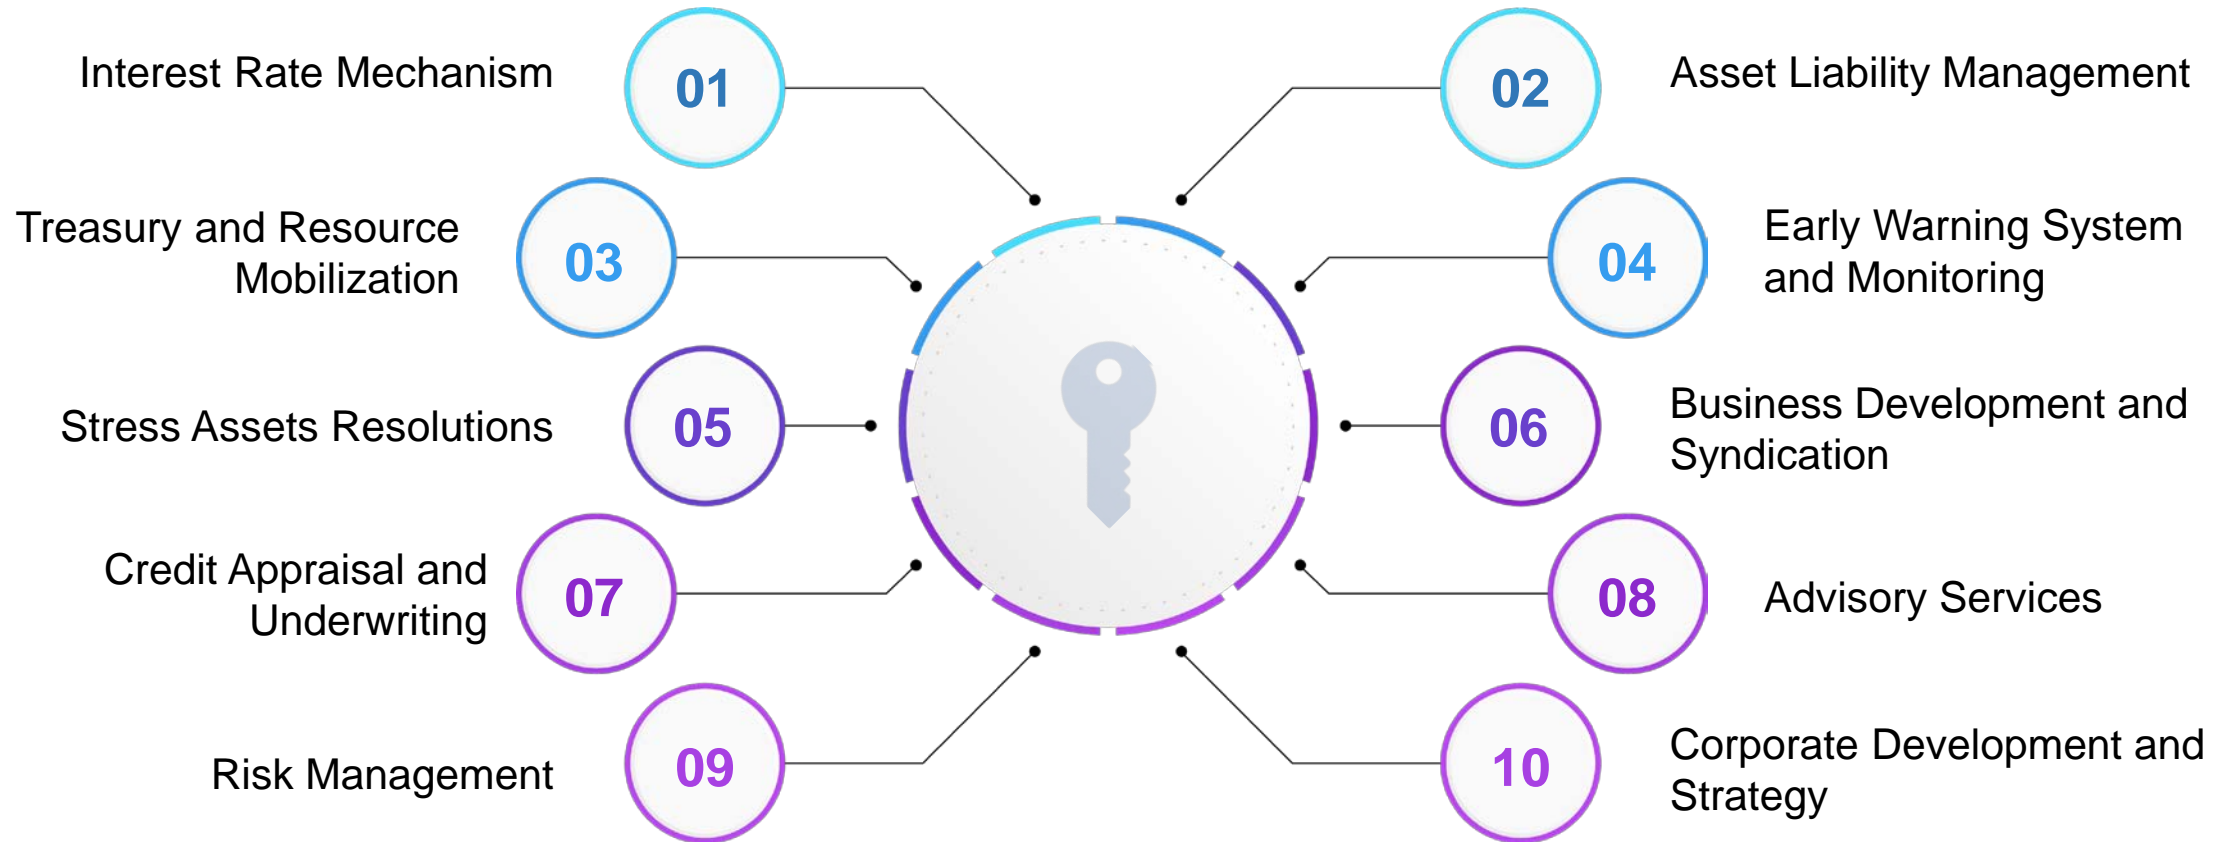 01
Interest Rate Mechanism
02
Asset Liability Management
03
Treasury and Resource
Mobilization
04
Early Warning System
and Monitoring
05
Stress Assets Resolutions
06
Business Development and
Syndication
07
Credit Appraisal and
Underwriting
08
Advisory Services
09
Risk Management
10
Corporate Development and
Strategy